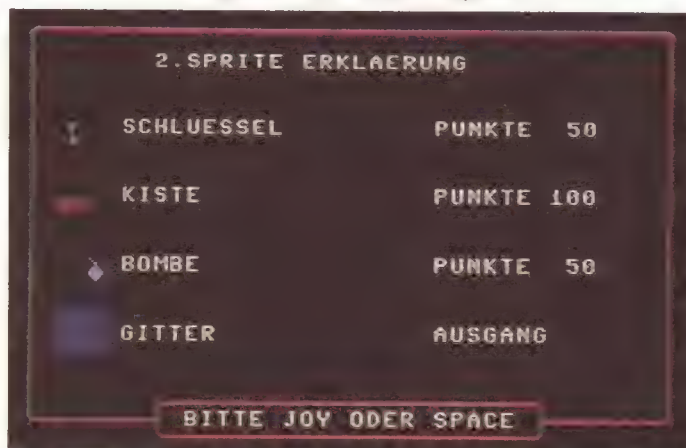 2.SPRITE ERKLAERUNG
SCHLUESSEL PUNKTE 50
KISTE PUNKTE 100
BOMBE PUNKTE 50
GITTER AUSGANG
BITTE JOY ODER SPACE